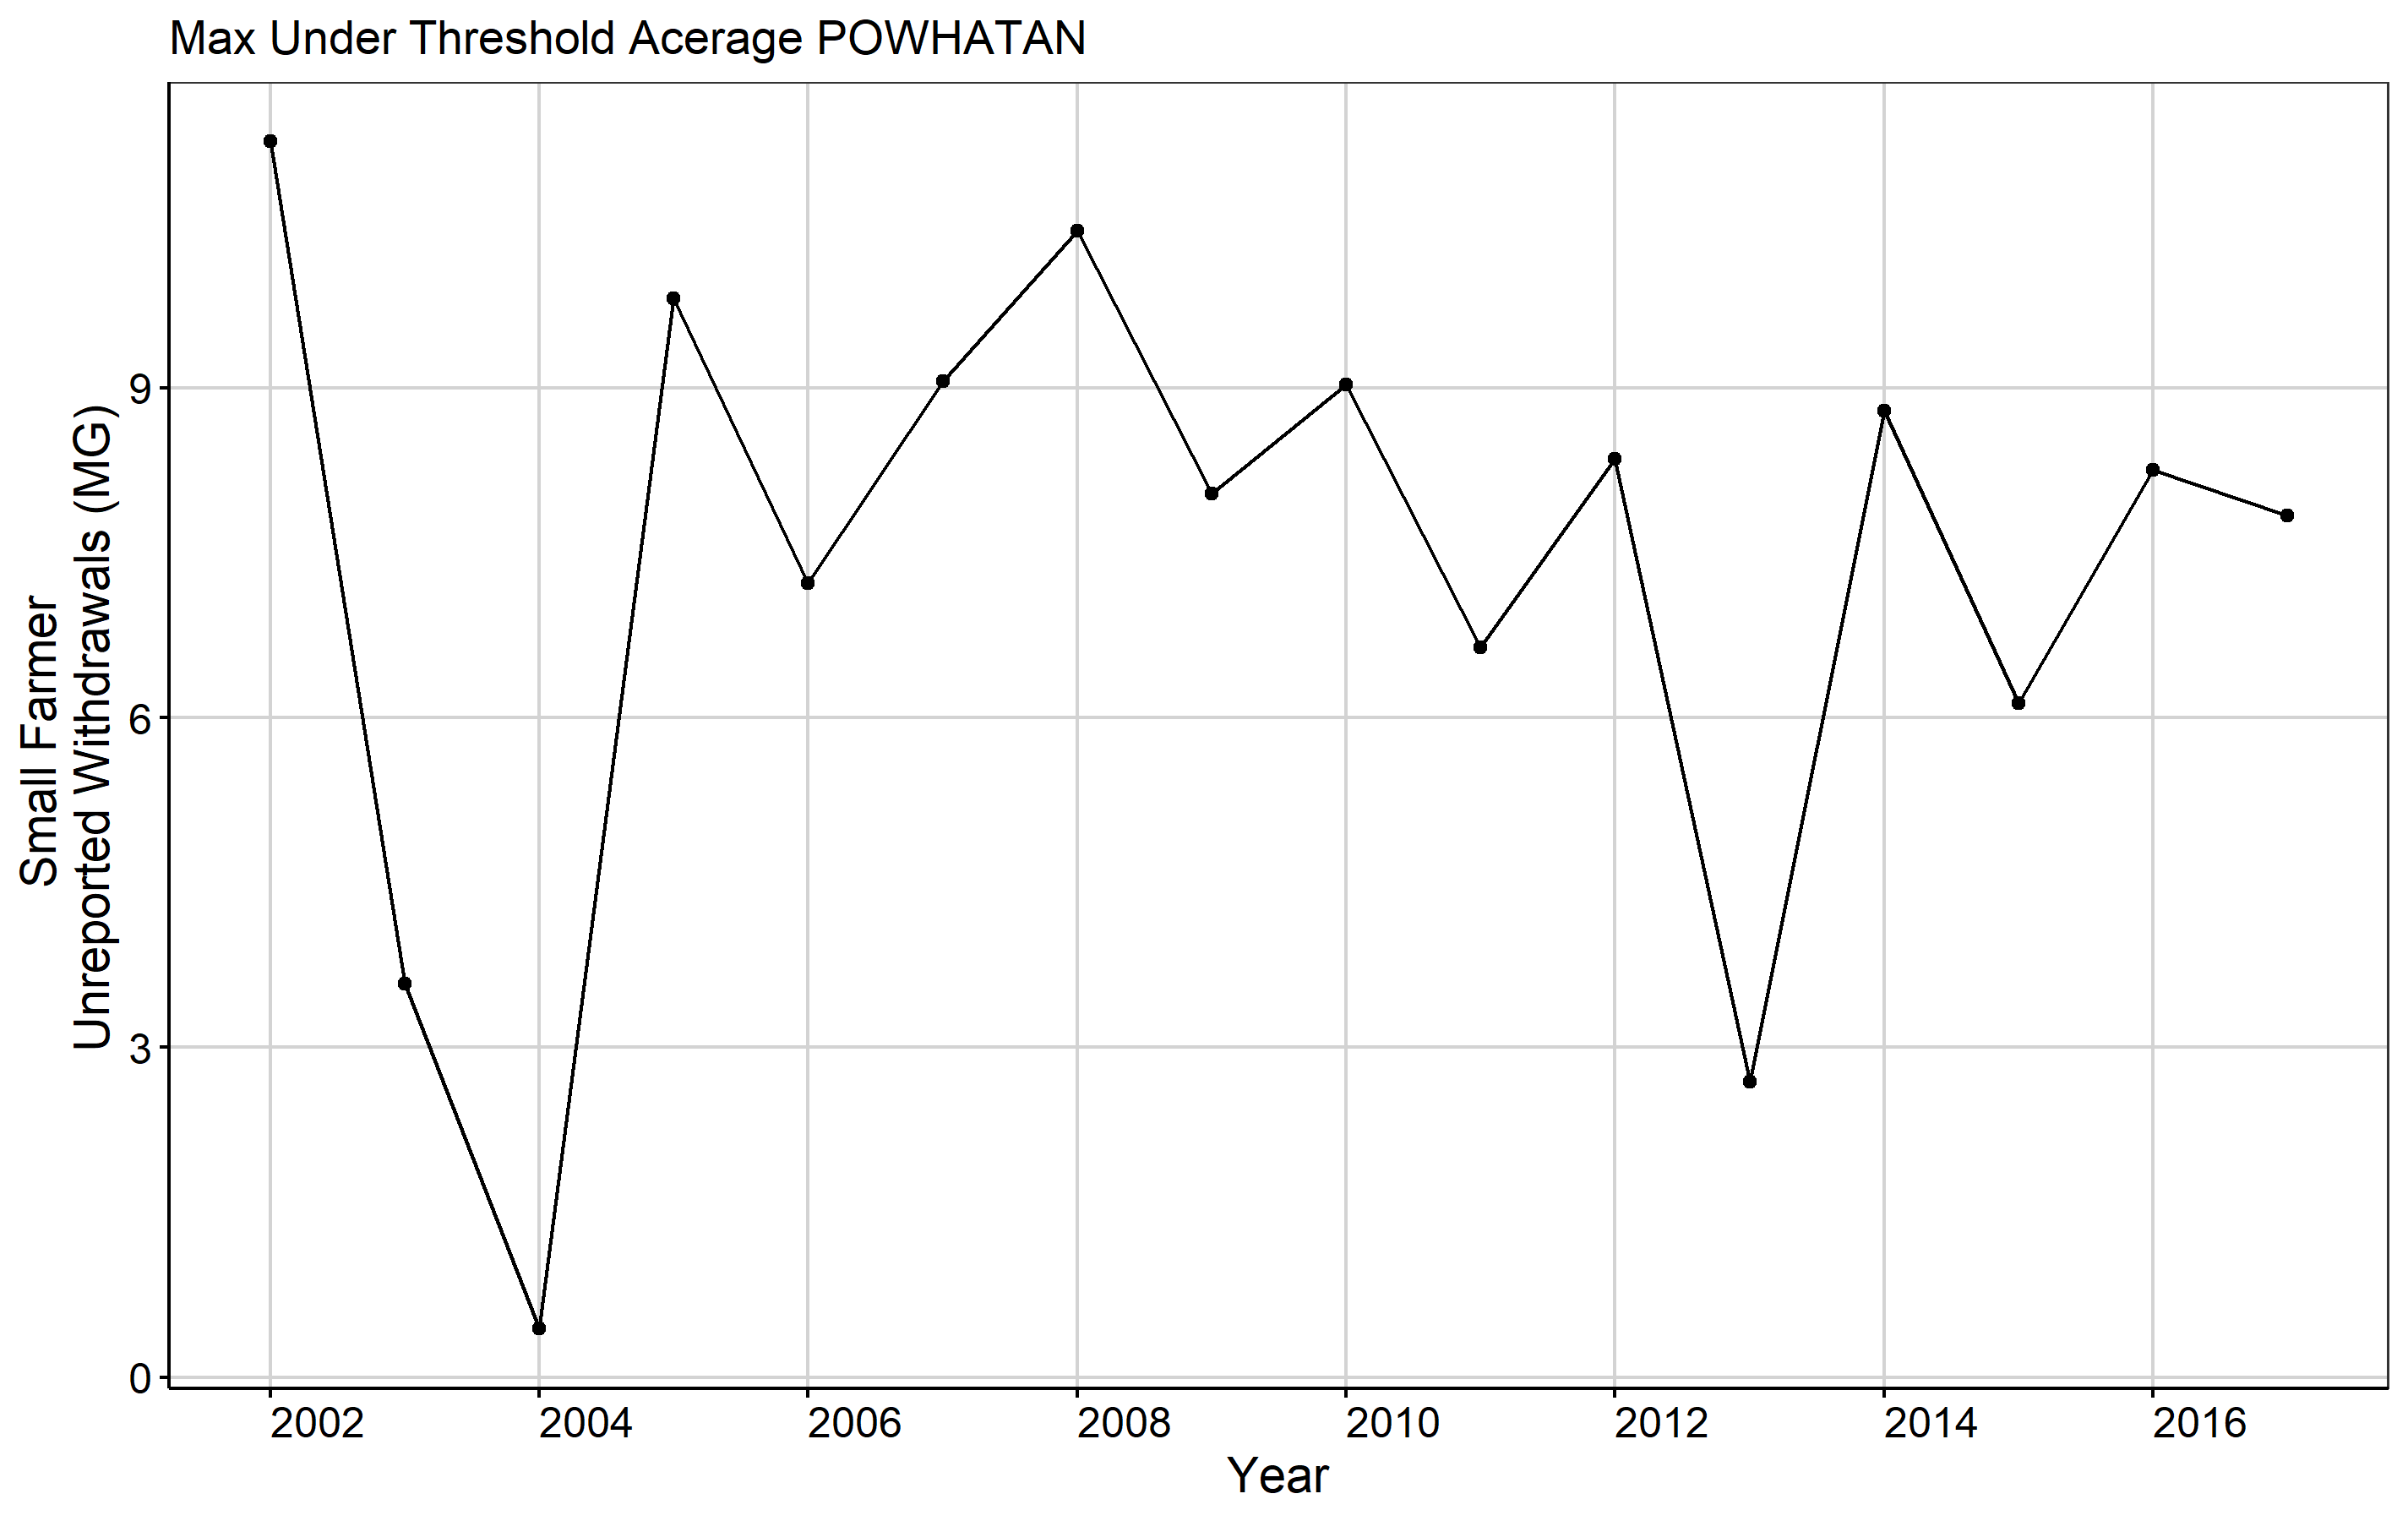 Max Under Threshold Acerage POWHATAN
Small Farmer
Unreported Withdrawals (MG)
9
6
3
0
2002 2004 2006 2008 2010 2012 2014 2016
Year